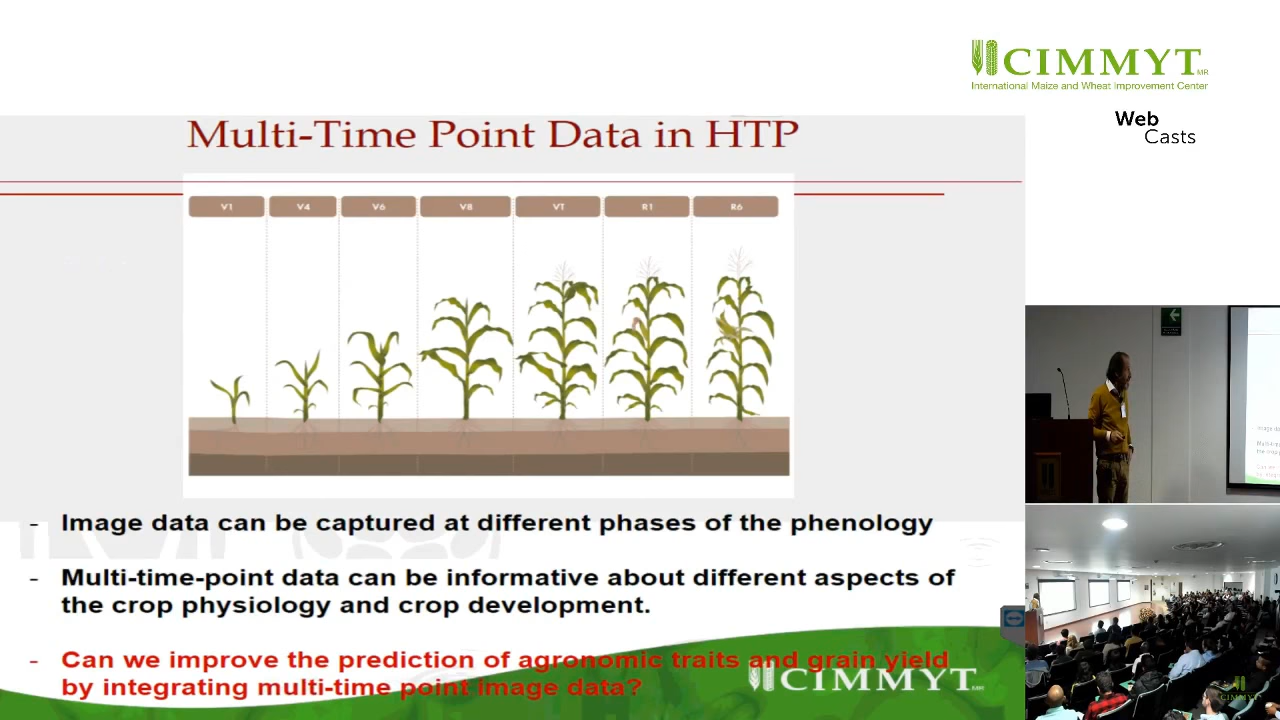 CIMMYT MR
International Maize and Wheat Improvement Center
Web
Casts
Multi-Time Point Data in HTP
V1 V4 V6 V8 VT R1 R6
- Image data can be captured at different phases of the phenology
- Multi-time-point data can be informative about different aspects of
the crop physiology and crop development.
- Can we improve the prediction of agronomic traits and grain yield
by integrating multi-time point image data?
CIMMYT MR
CIMMYT